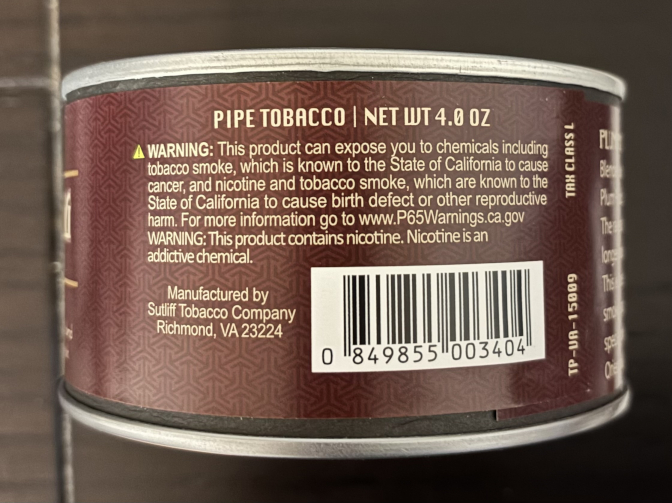 PIPE TOBACCO | NET WT 4.0 OZ
WARNING: This product can expose you to chemicals including
tobacco smoke, which is known to the State of California to cause
cancer, and nicotine and tobacco smoke, which are known to the
State of California to cause birth defect or other reproductive
harm. For more information go to www.P65Warnings.ca.gov
WARNING: This product contains nicotine. Nicotine is an
addictive chemical.
Manufactured by
Sutliff Tobacco Company
Richmond, VA 23224
0 849855 003404
TP-VA-15009
TAX CLASS L
The